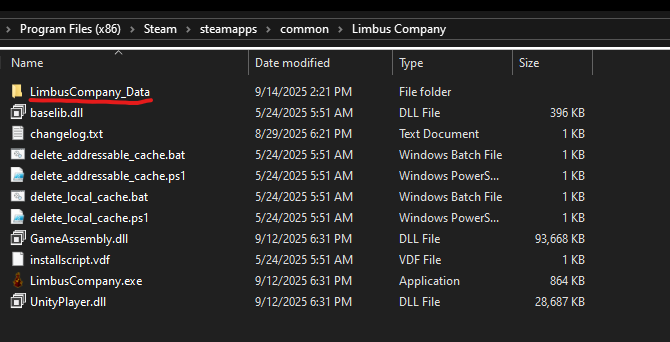 Program Files (x86) > Steam > steamapps > common > Limbus Company
Name Date modified Type Size
LimbusCompany_Data 9/14/2025 2:21 PM File folder
baselib.dll 5/24/2025 5:51 AM DLL File 396 KB
changelog.txt 8/29/2025 6:21 PM Text Document 1 KB
delete_addressable_cache.bat 5/24/2025 5:51 AM Windows Batch File 1 KB
delete_addressable_cache.ps1 5/24/2025 5:51 AM Windows PowerS... 1 KB
delete_local_cache.bat 5/24/2025 5:51 AM Windows Batch File 1 KB
delete_local_cache.ps1 5/24/2025 5:51 AM Windows PowerS... 1 KB
GameAssembly.dll 9/12/2025 6:31 PM DLL File 93,668 KB
installscript.vdf 5/24/2025 5:51 AM VDF File 1 KB
LimbusCompany.exe 9/12/2025 6:31 PM Application 864 KB
UnityPlayer.dll 9/12/2025 6:31 PM DLL File 28,687 KB